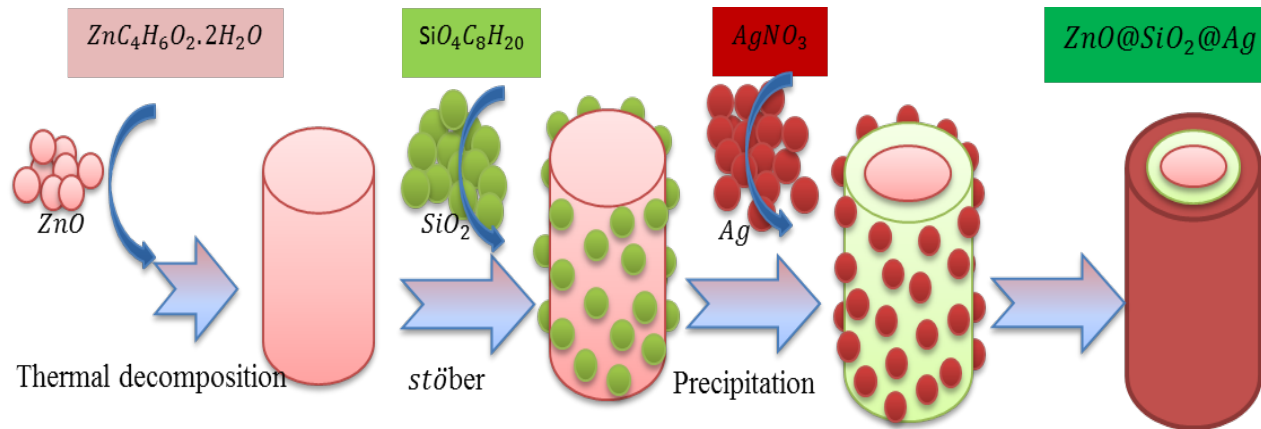 ZnC₄H₆O₂.2H₂O
SiO₄C₈H₂₀
AgNO₃
ZnO@SiO₂@Ag
ZnO
SiO₂
Ag
Thermal decomposition
stöber
Precipitation